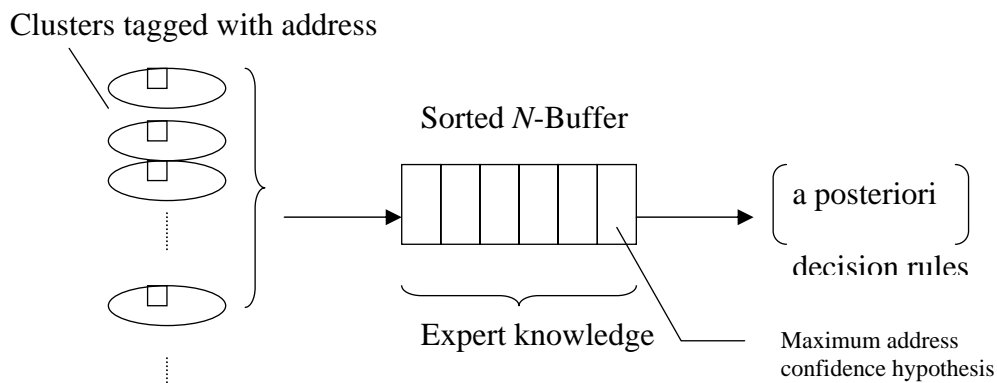 Clusters tagged with address
Sorted N-Buffer
a posteriori
decision rules
Expert knowledge
Maximum address
confidence hypothesis